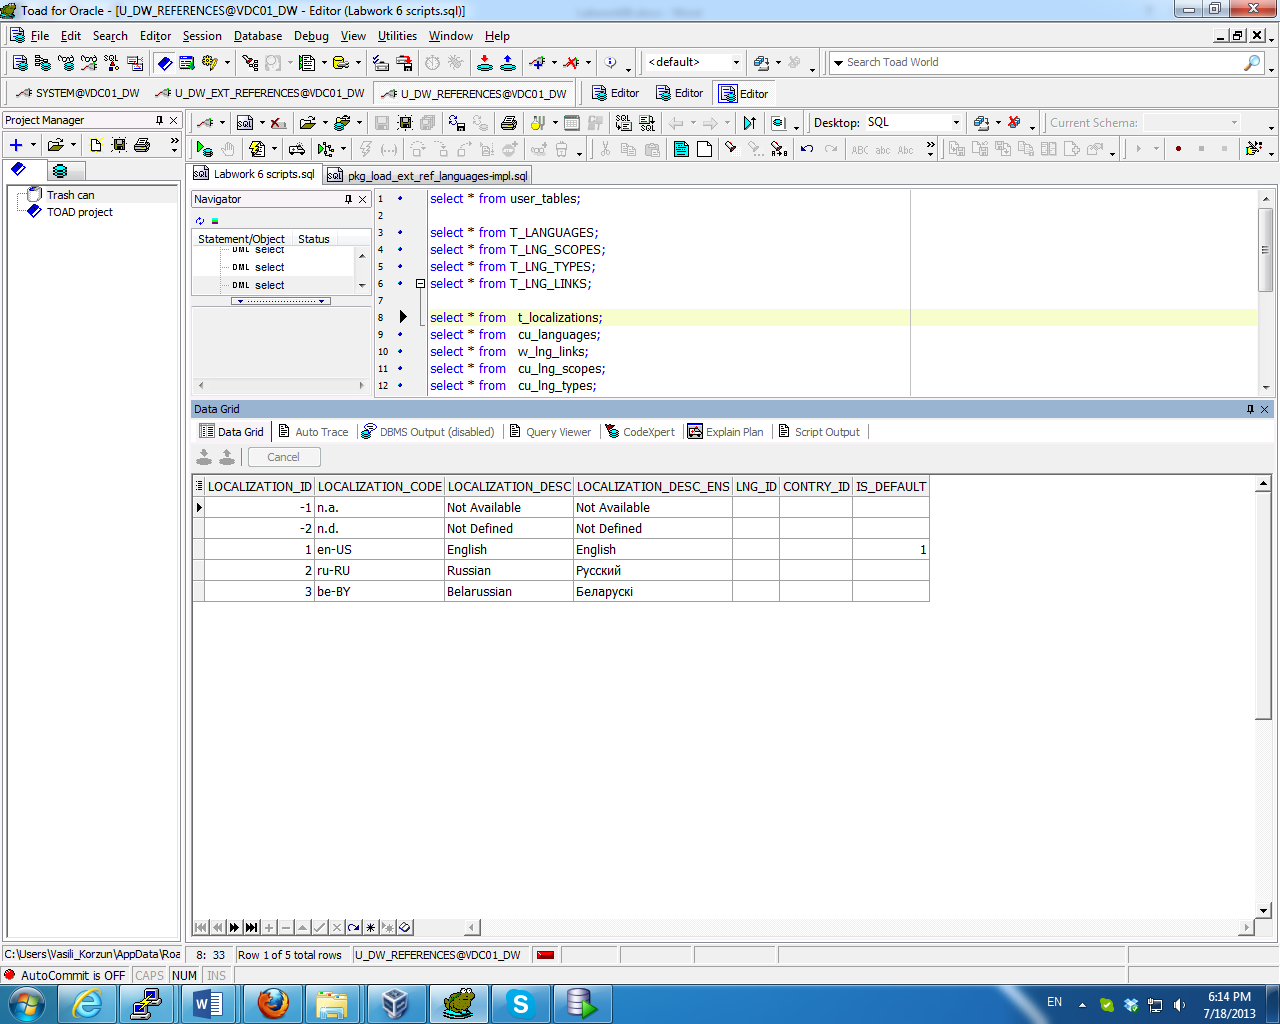 Toad for Oracle - [U_DW_REFERENCES@VDC01_DW - Editor (Labwork 6 scripts.sql)]
File Edit Search Editor Session Database Debug View Utilities Window Help
<default> Search Toad World
SYSTEM@VDC01_DW U_DW_EXT_REFERENCES@VDC01_DW U_DW_REFERENCES@VDC01_DW Editor Editor Editor
Project Manager
Desktop: SQL Current Schema:
ABC abc Abc
Trash can
TOAD project
Labwork 6 scripts.sql pkg_load_ext_ref_languages-impl.sql
Navigator
Statement/Object Status
DML select
DML select
DML select
1 select * from user_tables;
2
3 select * from T_LANGUAGES;
4 select * from T_LNG_SCOPES;
5 select * from T_LNG_TYPES;
6 select * from T_LNG_LINKS;
7
8 select * from t_localizations;
9 select * from cu_languages;
10 select * from w_lng_links;
11 select * from cu_lng_scopes;
12 select * from cu_lng_types;
Data Grid
Data Grid Auto Trace DBMS Output (disabled) Query Viewer CodeXpert Explain Plan Script Output
Cancel
LOCALIZATION_ID LOCALIZATION_CODE LOCALIZATION_DESC LOCALIZATION_DESC_ENS LNG_ID CONTRY_ID IS_DEFAULT
-1 n.a. Not Available Not Available
-2 n.d. Not Defined Not Defined
1 en-US English English 1
2 ru-RU Russian Русский
3 be-BY Belarussian Беларускі
C:\Users\Vasili_Korzun\AppData\Roa 8: 33 Row 1 of 5 total rows U_DW_REFERENCES@VDC01_DW
AutoCommit is OFF CAPS NUM INS
EN 6:14 PM
7/18/2013